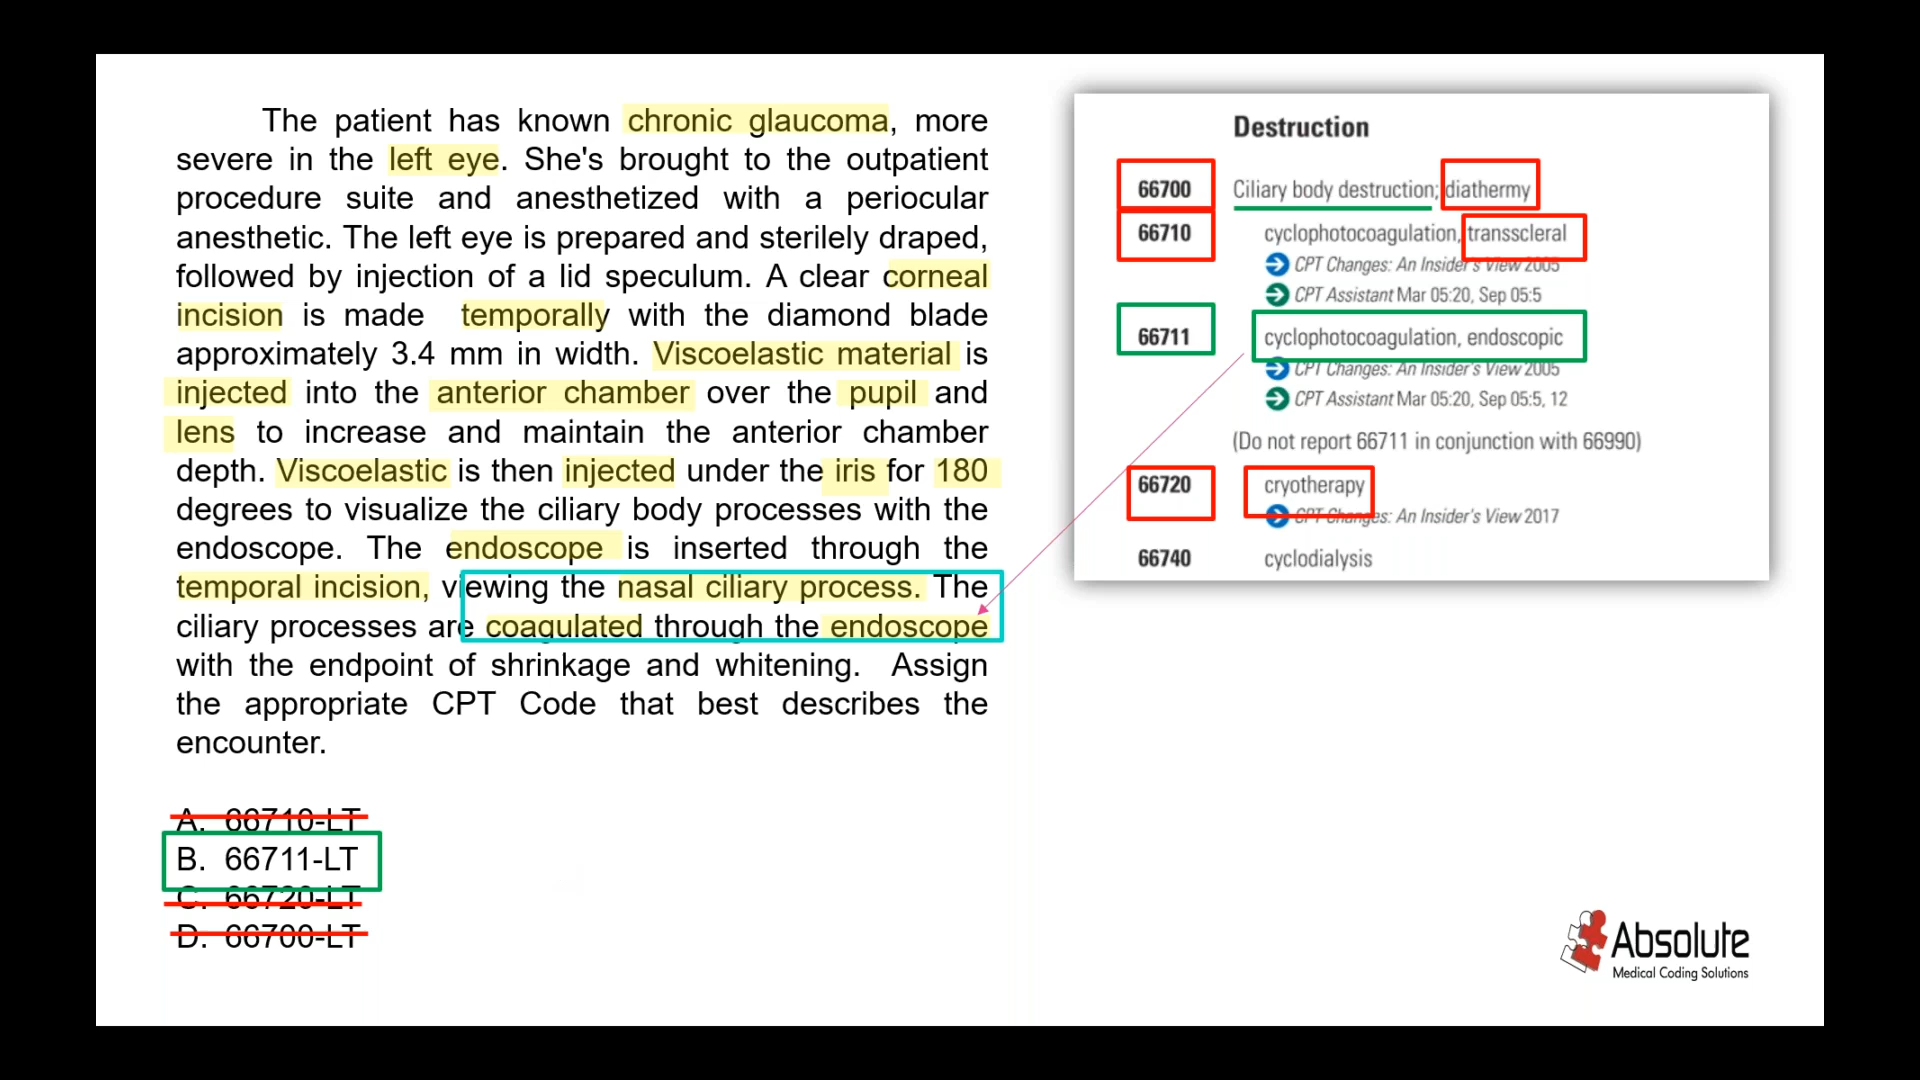 The patient has known chronic glaucoma, more
severe in the left eye. She's brought to the outpatient
procedure suite and anesthetized with a periocular
anesthetic. The left eye is prepared and sterilely draped,
followed by injection of a lid speculum. A clear corneal
incision is made temporally with the diamond blade
approximately 3.4 mm in width. Viscoelastic material is
injected into the anterior chamber over the pupil and
lens to increase and maintain the anterior chamber
depth. Viscoelastic is then injected under the iris for 180
degrees to visualize the ciliary body processes with the
endoscope. The endoscope is inserted through the
temporal incision, viewing the nasal ciliary process. The
ciliary processes are coagulated through the endoscope
with the endpoint of shrinkage and whitening. Assign
the appropriate CPT Code that best describes the
encounter.
A. 66710-LT
B. 66711-LT
C. 66720-LT
D. 66700-LT
Destruction
66700 Ciliary body destruction; diathermy
66710 cyclophotocoagulation, transscleral
CPT Changes: An Insider's View 2005
CPT Assistant Mar 05:20, Sep 05:5
66711 cyclophotocoagulation, endoscopic
CPT Changes: An Insider's View 2005
CPT Assistant Mar 05:20, Sep 05:5, 12
(Do not report 66711 in conjunction with 66990)
66720 cryotherapy
CPT Changes: An Insider's View 2017
66740 cyclodialysis
Absolute
Medical Coding Solutions